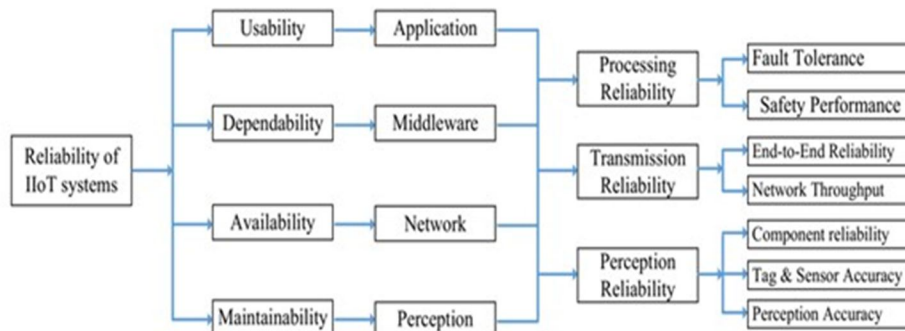 Usability
Application
Processing
Reliability
Fault Tolerance
Safety Performance
Dependability
Middleware
Reliability of
IIoT systems
Transmission
Reliability
End-to-End Reliability
Network Throughput
Availability
Network
Component reliability
Perception
Reliability
Tag & Sensor Accuracy
Perception Accuracy
Maintainability
Perception